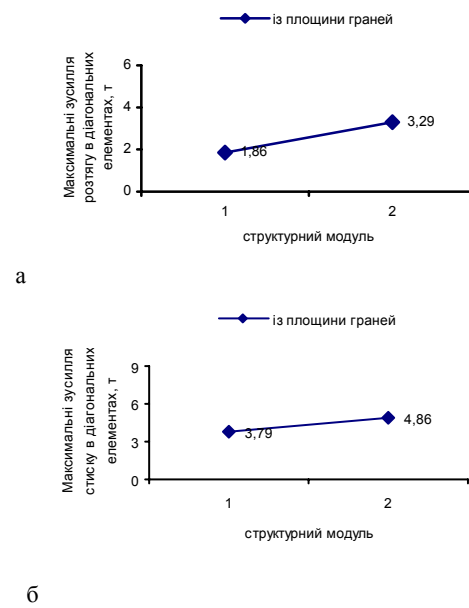 із площини граней
Максимальні зусилля
розтягу в діагональних
елементах, т
6
4
2
0
1,86
3,29
1
2
структурний модуль
а
із площини граней
Максимальні зусилля
стиску в діагональних
елементах, т
9
6
3
0
3,79
4,86
1
2
структурний модуль
б